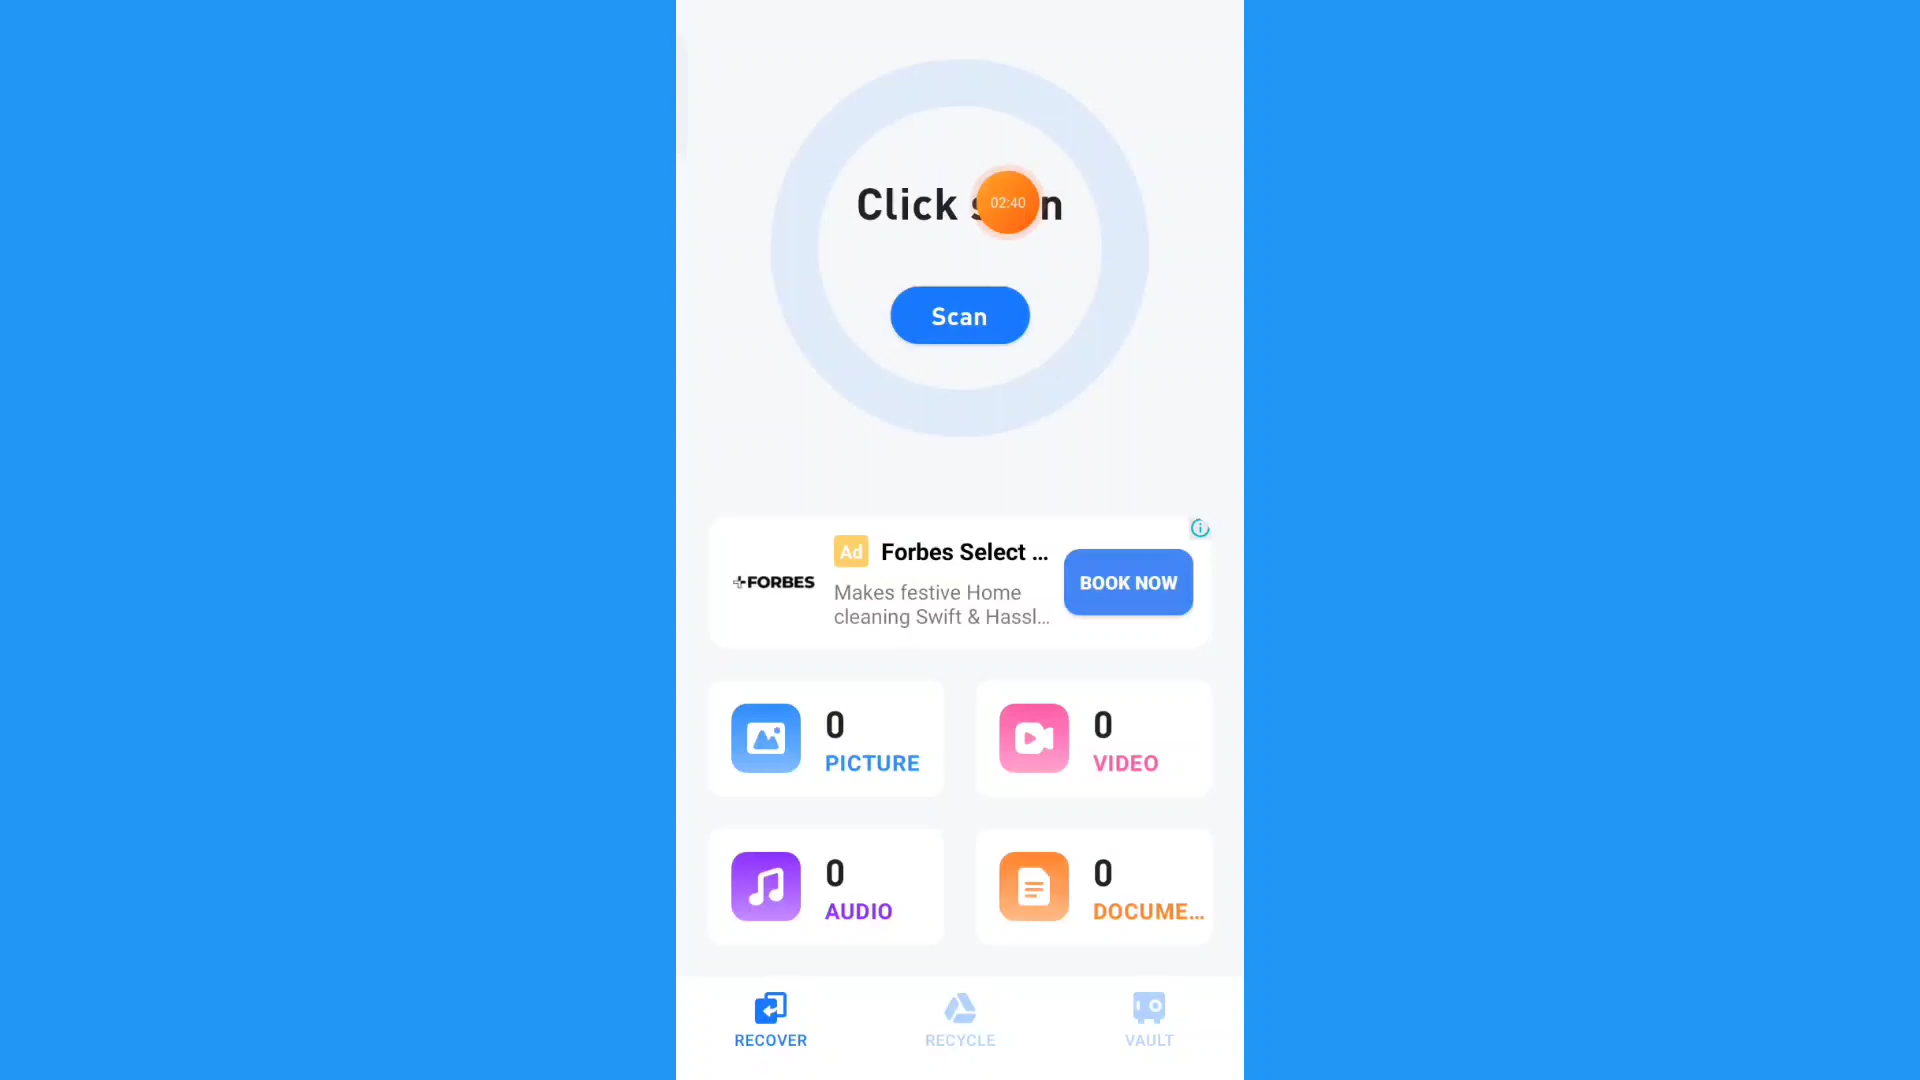 Click
02:40
Scan
Ad Forbes Select ...
FORBES
Makes festive Home
cleaning Swift & Hassl...
BOOK NOW
0
PICTURE
0
VIDEO
0
AUDIO
0
DOCUME...
RECOVER
RECYCLE
VAULT